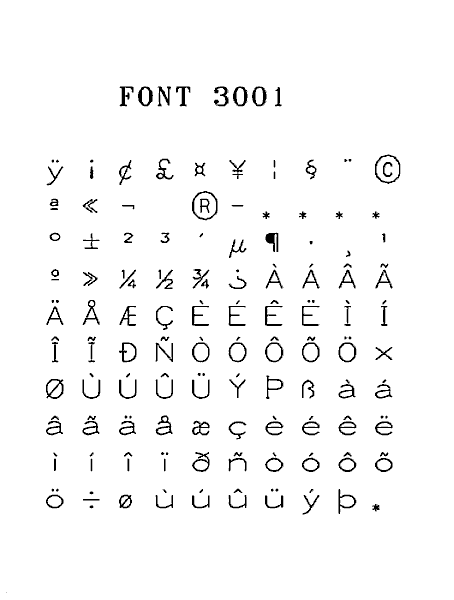 FONT 3001
ÿ ¡ ¢ £ ¤ ¥ ¦ § ¨ ©
ª « ¬ ® – * * * *
° ± ² ³ ´ µ ¶ · ¸ ¹
º » ¼ ½ ¾ ¿ À Á Â Ã
Ä Å Æ Ç È É Ê Ë Ì Í
Î Ĩ Ð Ñ Ò Ó Ô Õ Ö ×
Ø Ù Ú Û Ü Ý Þ ß à á
â ã ä å æ ç è é ê ë
ì í î ï ð ñ ò ó ô õ
ö ÷ ø ù ú û ü ý þ *